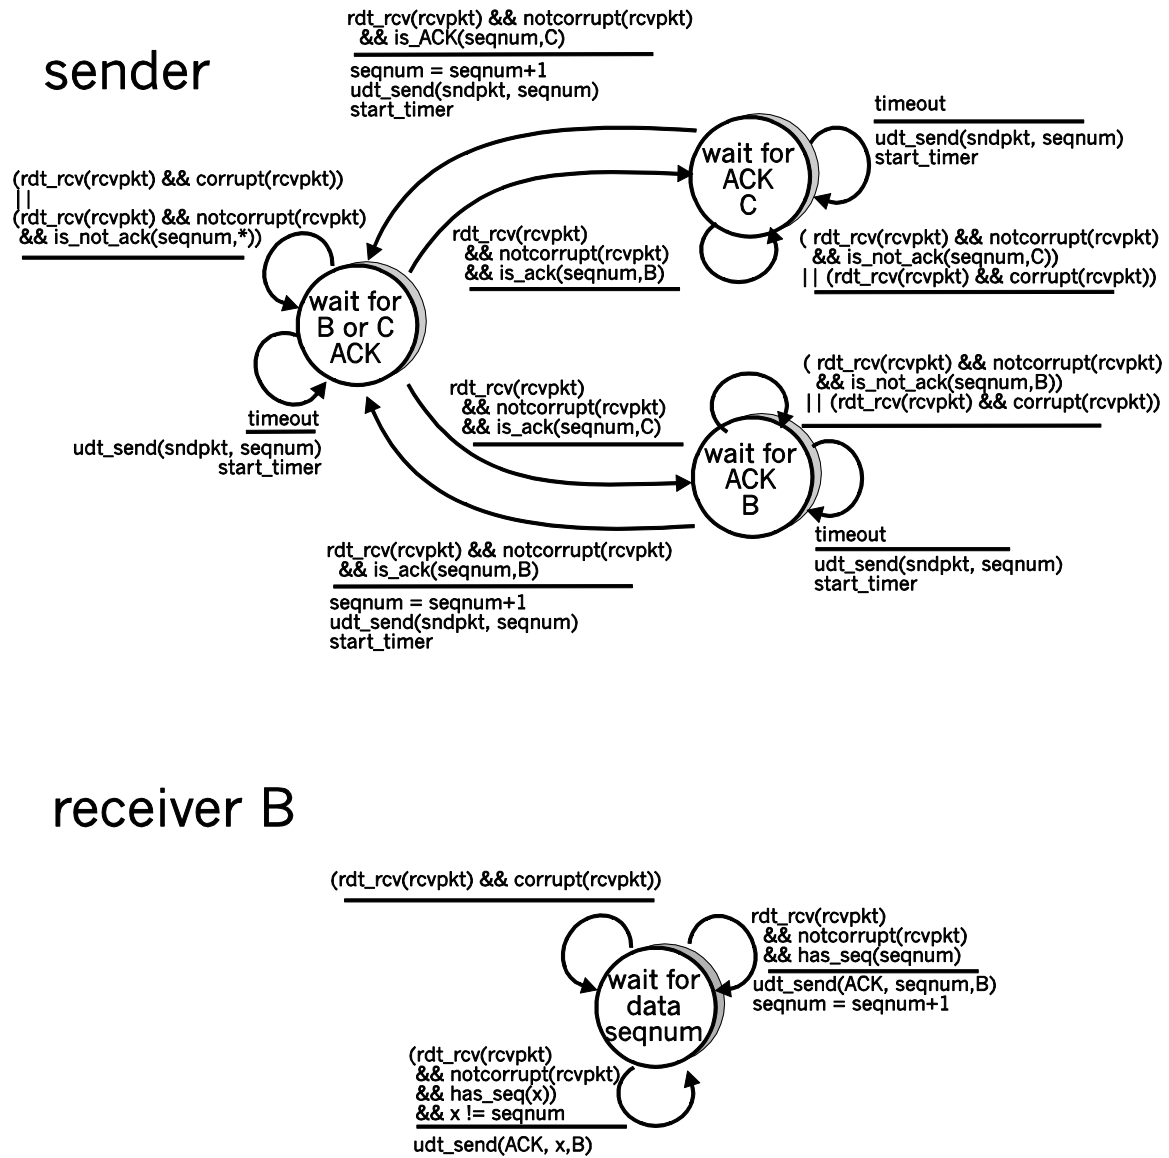 sender
rdt_rcv(rcvpkt) && notcorrupt(rcvpkt)
&& is_ACK(seqnum,C)
seqnum = seqnum+1
udt_send(sndpkt, seqnum)
start_timer
timeout
udt_send(sndpkt, seqnum)
start_timer
wait for
ACK
C
(rdt_rcv(rcvpkt) && corrupt(rcvpkt))
||
(rdt_rcv(rcvpkt) && notcorrupt(rcvpkt)
&& is_not_ack(seqnum,*))
rdt_rcv(rcvpkt)
&& notcorrupt(rcvpkt)
&& is_ack(seqnum,B)
( rdt_rcv(rcvpkt) && notcorrupt(rcvpkt)
&& is_not_ack(seqnum,C))
|| (rdt_rcv(rcvpkt) && corrupt(rcvpkt))
wait for
B or C
ACK
timeout
udt_send(sndpkt, seqnum)
start_timer
rdt_rcv(rcvpkt)
&& notcorrupt(rcvpkt)
&& is_ack(seqnum,C)
( rdt_rcv(rcvpkt) && notcorrupt(rcvpkt)
&& is_not_ack(seqnum,B))
|| (rdt_rcv(rcvpkt) && corrupt(rcvpkt))
wait for
ACK
B
timeout
udt_send(sndpkt, seqnum)
start_timer
rdt_rcv(rcvpkt) && notcorrupt(rcvpkt)
&& is_ack(seqnum,B)
seqnum = seqnum+1
udt_send(sndpkt, seqnum)
start_timer
receiver B
(rdt_rcv(rcvpkt) && corrupt(rcvpkt))
rdt_rcv(rcvpkt)
&& notcorrupt(rcvpkt)
&& has_seq(seqnum)
udt_send(ACK, seqnum,B)
seqnum = seqnum+1
wait for
data
seqnum
(rdt_rcv(rcvpkt)
&& notcorrupt(rcvpkt)
&& has_seq(x))
&& x != seqnum
udt_send(ACK, x,B)